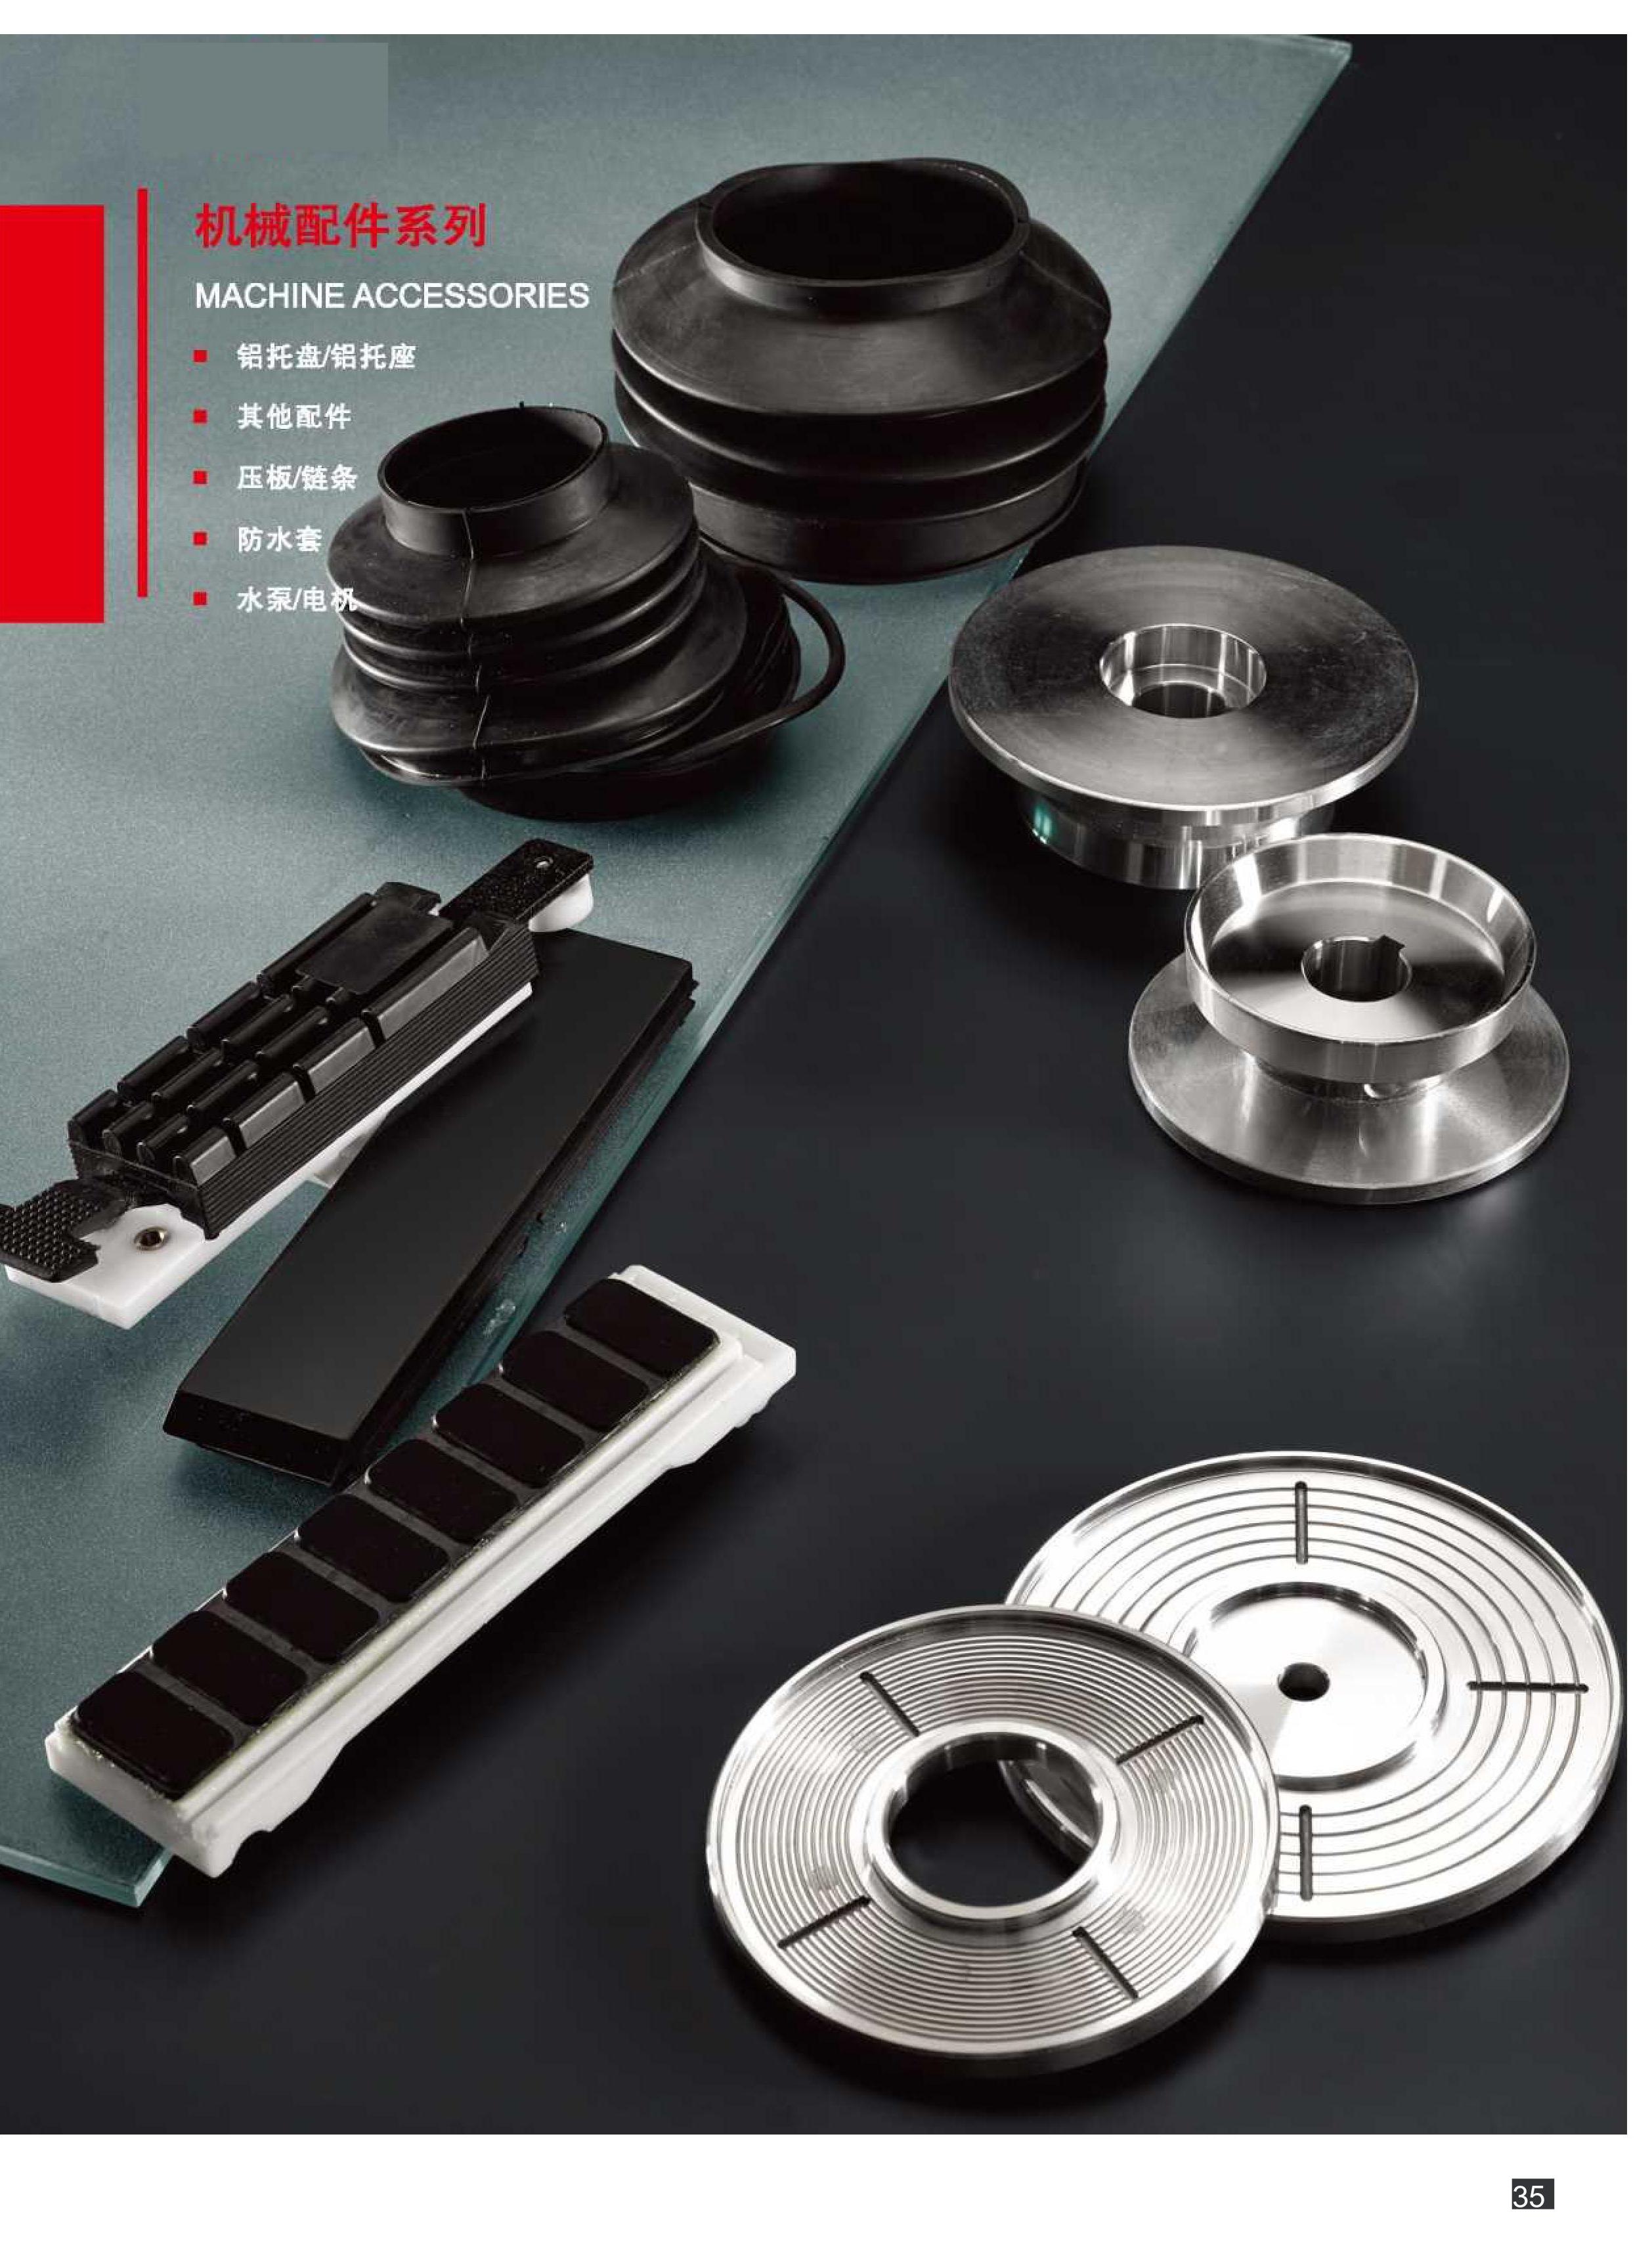 机械配件系列
MACHINE ACCESSORIES
铝托盘/铝托座
其他配件
压板/链条
防水套
水泵/电机
35